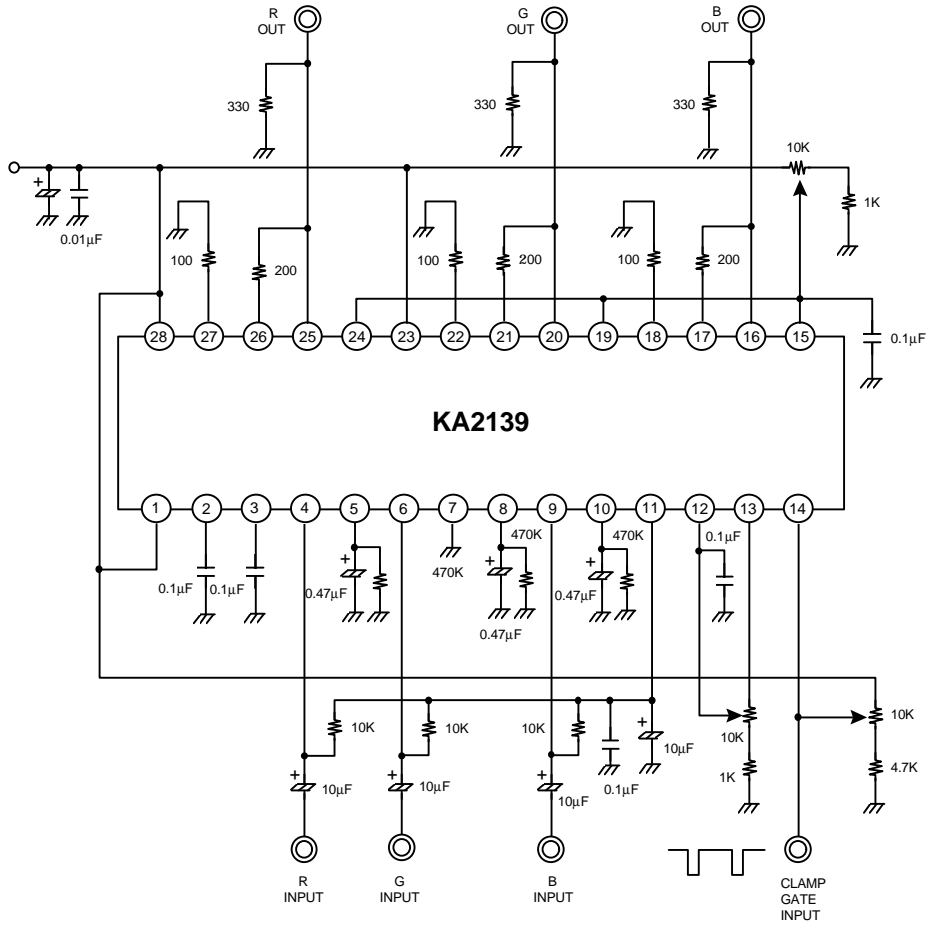 R
OUT
G
OUT
B
OUT
330
330
330
10K
+
1K
0.01µF
100
200
100
200
100
200
28
27
26
25
24
23
22
21
20
19
18
17
16
15
0.1µF
KA2139
1
2
3
4
5
6
7
8
9
10
11
12
13
14
470K
470K
0.1µF
+
470K
+
+
0.1µF
0.1µF
0.47µF
0.47µF
0.47µF
10K
10K
10K
+
10µF
10K
10K
+
10µF
+
10µF
+
10µF
0.1µF
1K
4.7K
R
INPUT
G
INPUT
B
INPUT
CLAMP
GATE
INPUT